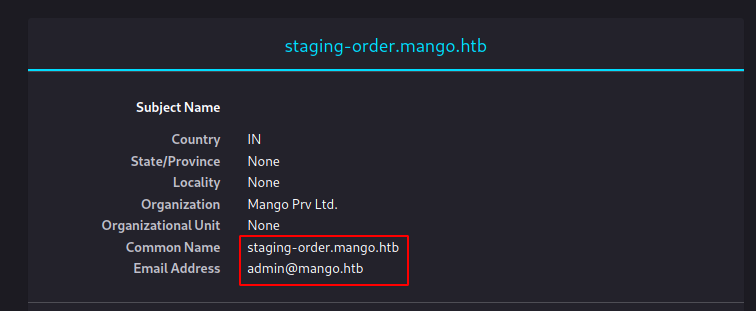 staging-order.mango.htb
Subject Name
Country IN
State/Province None
Locality None
Organization Mango Prv Ltd.
Organizational Unit None
Common Name staging-order.mango.htb
Email Address admin@mango.htb